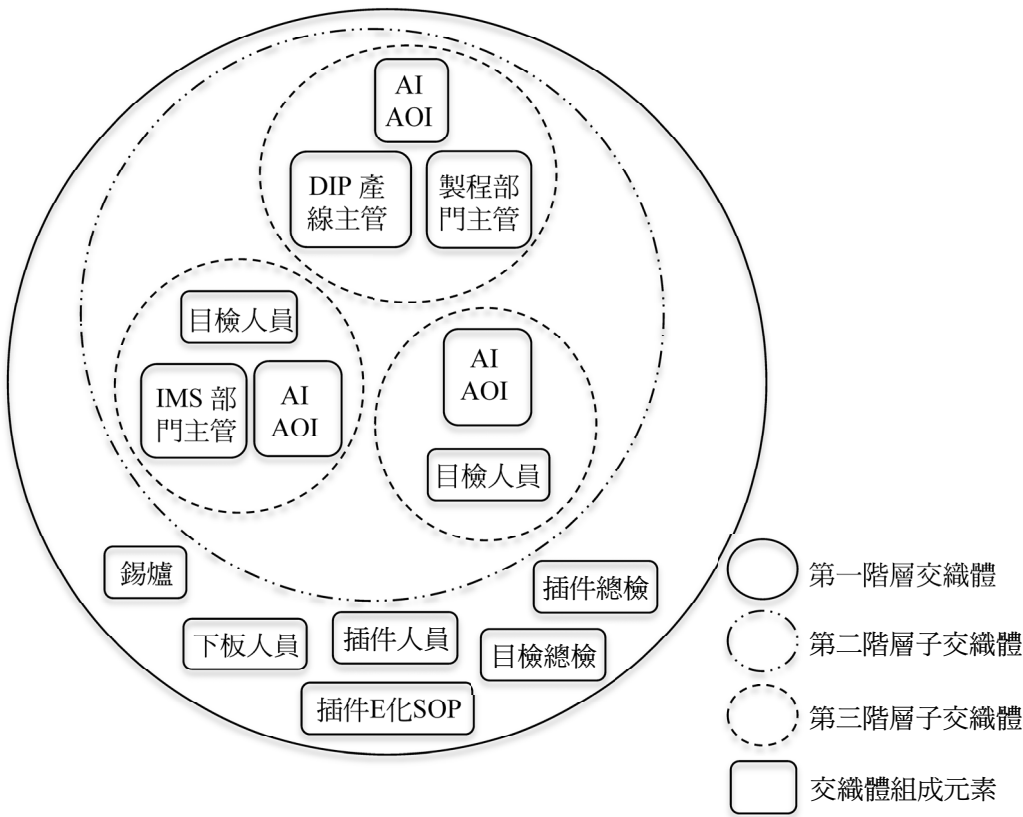 AI
AOI
DIP 產
線主管
製程部
門主管
目檢人員
IMS 部
門主管
AI
AOI
AI
AOI
目檢人員
錫爐
插件總檢
下板人員
插件人員
目檢總檢
插件E化SOP
第一階層交織體
第二階層子交織體
第三階層子交織體
交織體組成元素